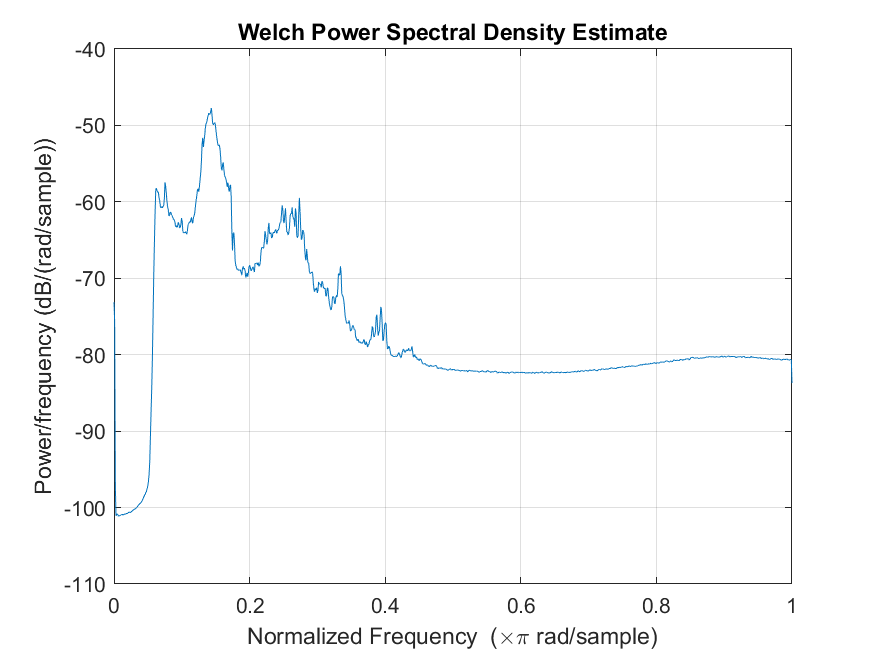 Welch Power Spectral Density Estimate
Power/frequency (dB/(rad/sample))
-40
-50
-60
-70
-80
-90
-100
-110
0 0.2 0.4 0.6 0.8 1
Normalized Frequency (×π rad/sample)